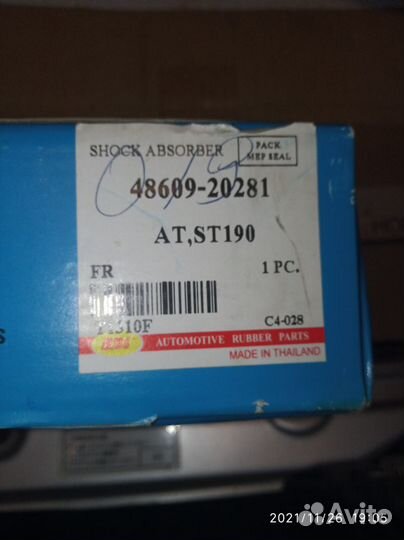 SHOCK ABSORBER
PACK
MEP SEAL
48609-20281
AT,ST190
FR
1 PC.
C4-028
AUTOMOTIVE RUBBER PARTS
MADE IN THAILAND
S
2021/11/26 19:05
Avito